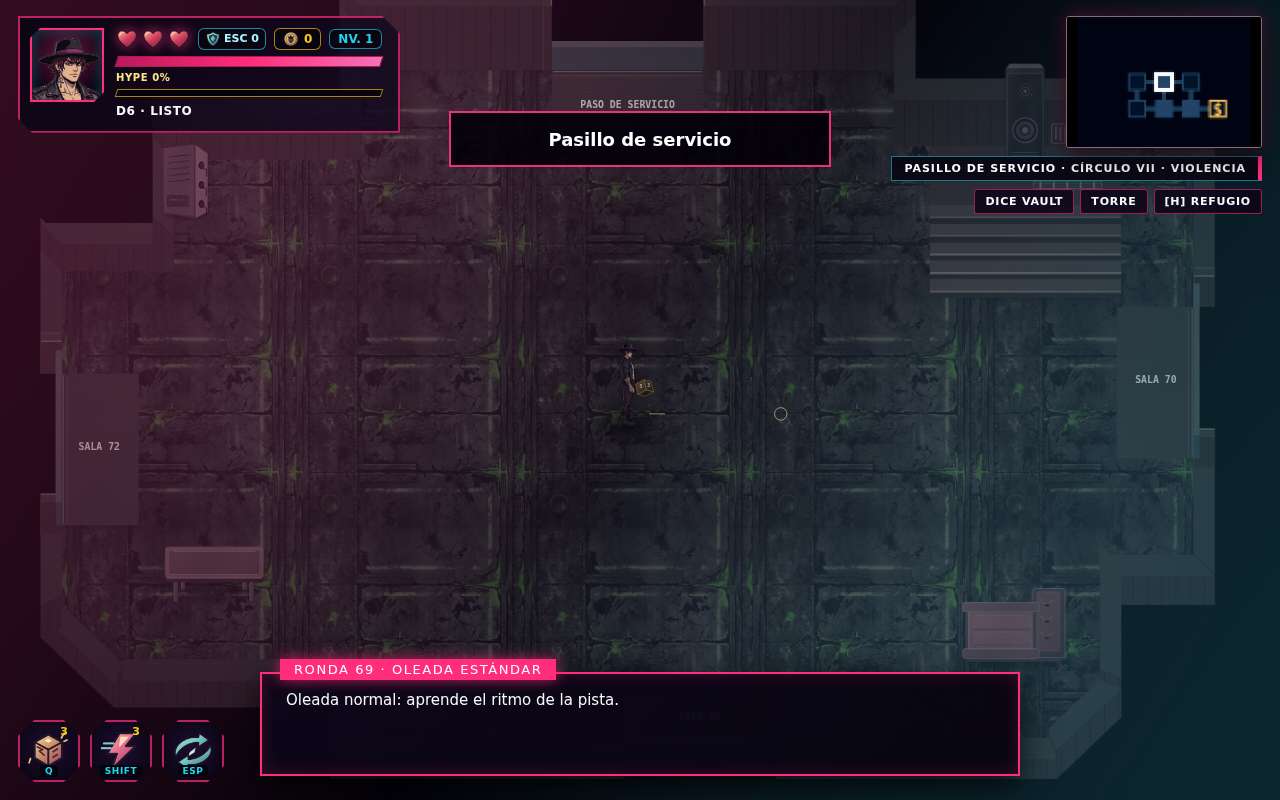 ESC 0
0
NV. 1
HYPE 0%
D6 · LISTO
PASO DE SERVICIO
Pasillo de servicio
$
PASILLO DE SERVICIO · CÍRCULO VII · VIOLENCIA
DICE VAULT
TORRE
[H] REFUGIO
SALA 70
SALA 72
RONDA 69 · OLEADA ESTÁNDAR
Oleada normal: aprende el ritmo de la pista.
3
Q
3
SHIFT
ESP